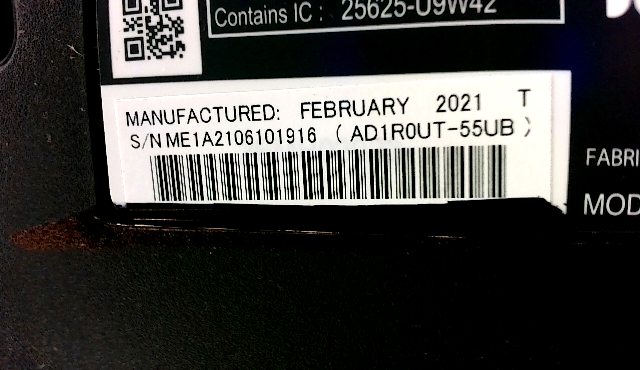 Contains IC : 25625-U9W42
MANUFACTURED: FEBRUARY 2021 T
S/N ME1A2106101916 ( AD1R0UT-55UB )
FABRI
MOD